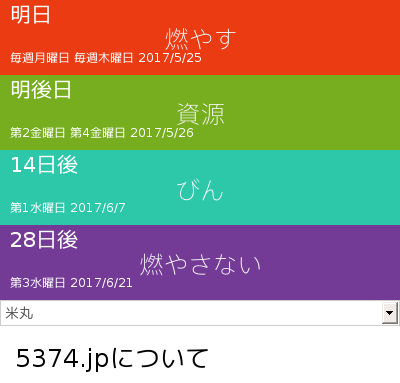 明日
燃やす
毎週月曜日 毎週木曜日 2017/5/25
明後日
資源
第2金曜日 第4金曜日 2017/5/26
14日後
びん
第1水曜日 2017/6/7
28日後
燃やさない
第3水曜日 2017/6/21
米丸
5374.jpについて